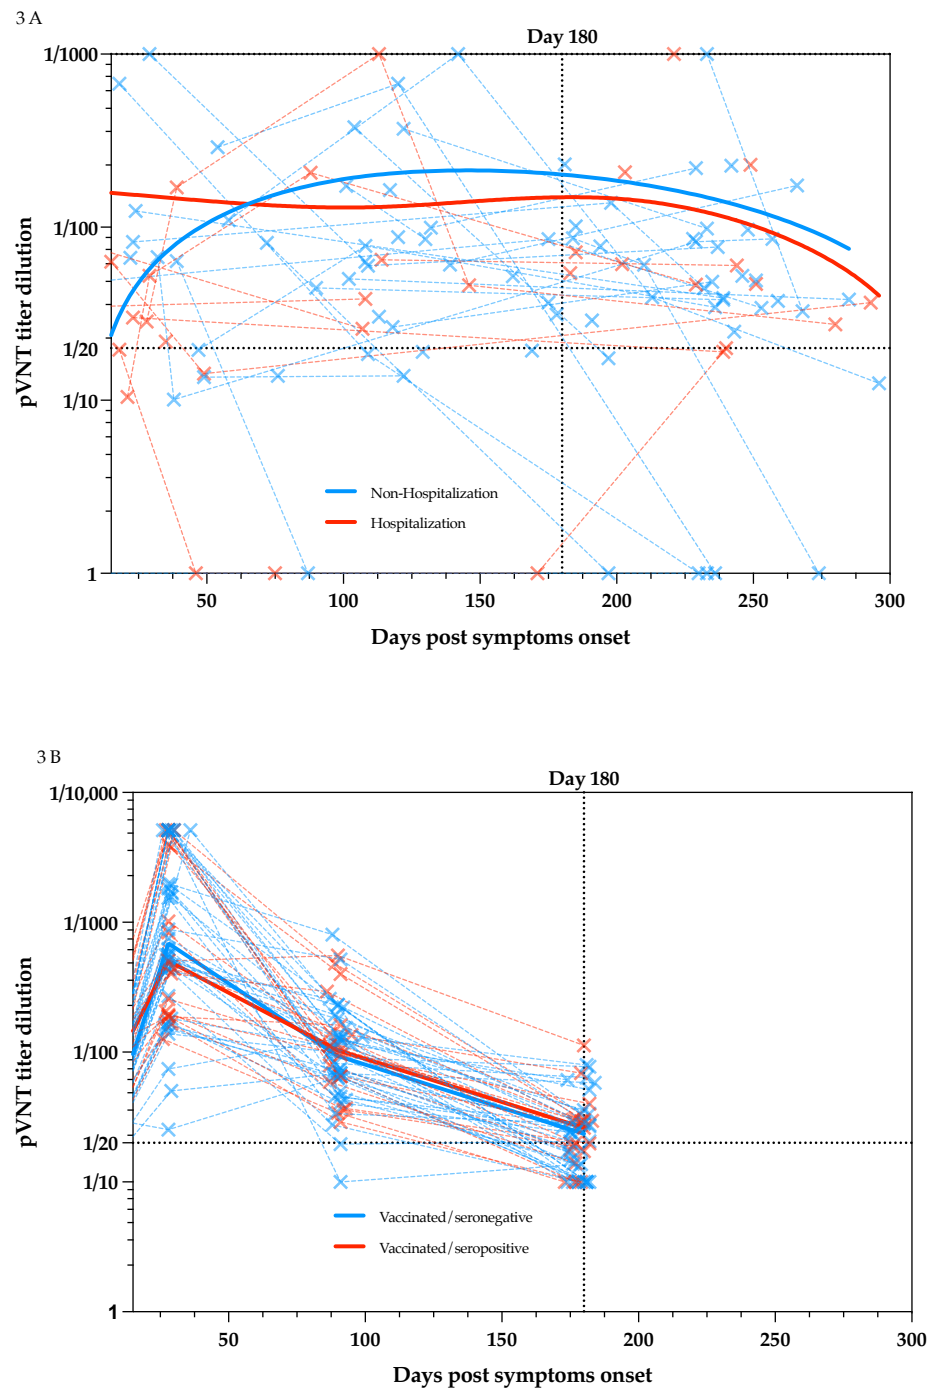 3 A
Day 180
1/1000
1/100
1/20
1/10
1
pVNT titer dilution
Non-Hospitalization
Hospitalization
50 100 150 200 250 300
Days post symptoms onset
3 B
Day 180
1/10,000
1/1000
1/100
1/20
1/10
1
pVNT titer dilution
Vaccinated/seronegative
Vaccinated/seropositive
50 100 150 200 250 300
Days post symptoms onset